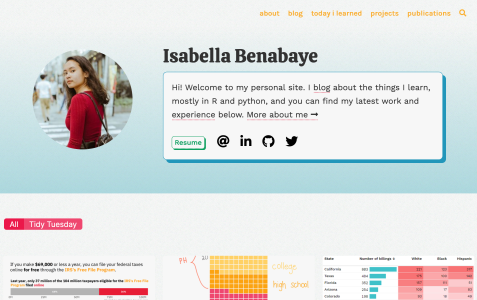 about blog today i learned projects publications
Isabella Benabaye
Hi! Welcome to my personal site. I blog about the things I learn,
mostly in R and python, and you can find my latest work and
experience below. More about me →
Resume
All Tidy Tuesday
If you make $69,000 or less a year, you can file your federal taxes
online for free through the IRS's Free File Program.
college
high school
State Number of killings White Black Hispanic
California
Texas
Florida
Arizona
Colorado